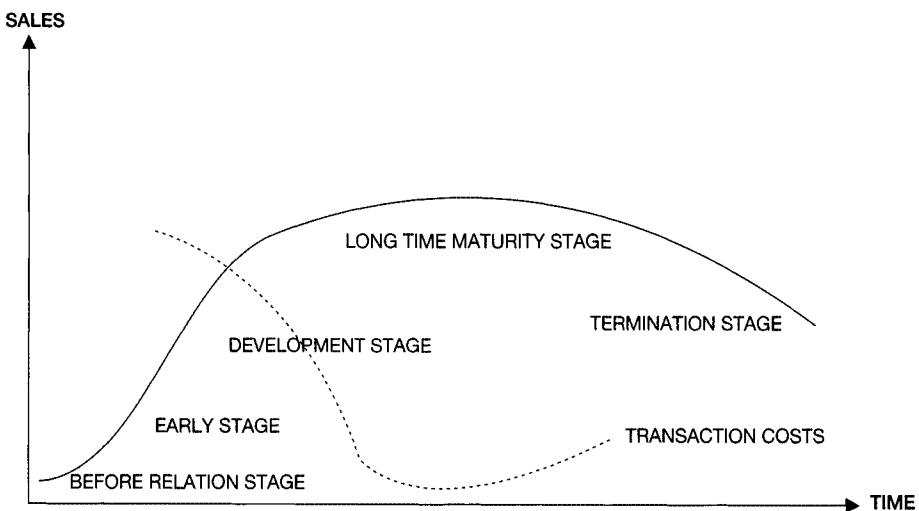 SALES
LONG TIME MATURITY STAGE
TERMINATION STAGE
DEVELOPMENT STAGE
EARLY STAGE
TRANSACTION COSTS
BEFORE RELATION STAGE
TIME